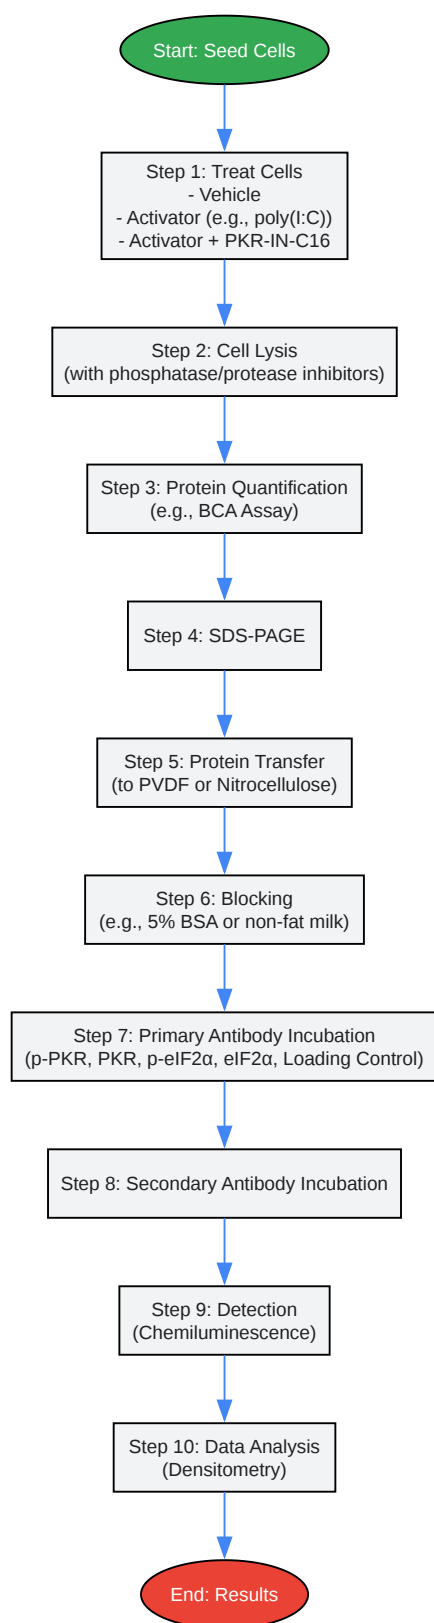 Start: Seed Cells
Step 1: Treat Cells
- Vehicle
- Activator (e.g., poly(I:C))
- Activator + PKR-IN-C16
Step 2: Cell Lysis
(with phosphatase/protease inhibitors)
Step 3: Protein Quantification
(e.g., BCA Assay)
Step 4: SDS-PAGE
Step 5: Protein Transfer
(to PVDF or Nitrocellulose)
Step 6: Blocking
(e.g., 5% BSA or non-fat milk)
Step 7: Primary Antibody Incubation
(p-PKR, PKR, p-eIF2α, eIF2α, Loading Control)
Step 8: Secondary Antibody Incubation
Step 9: Detection
(Chemiluminescence)
Step 10: Data Analysis
(Densitometry)
End: Results